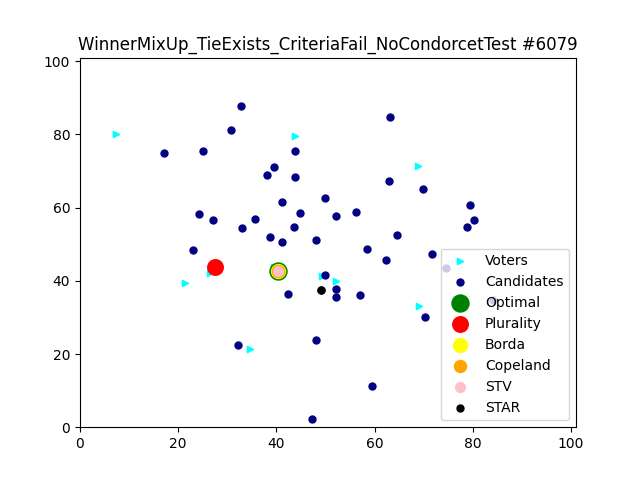 WinnerMixUp_TieExists_CriteriaFail_NoCondorcetTest #6079
100
80
60
40
20
0
0 20 40 60 80 100
Voters
Candidates
Optimal
Plurality
Borda
Copeland
STV
STAR